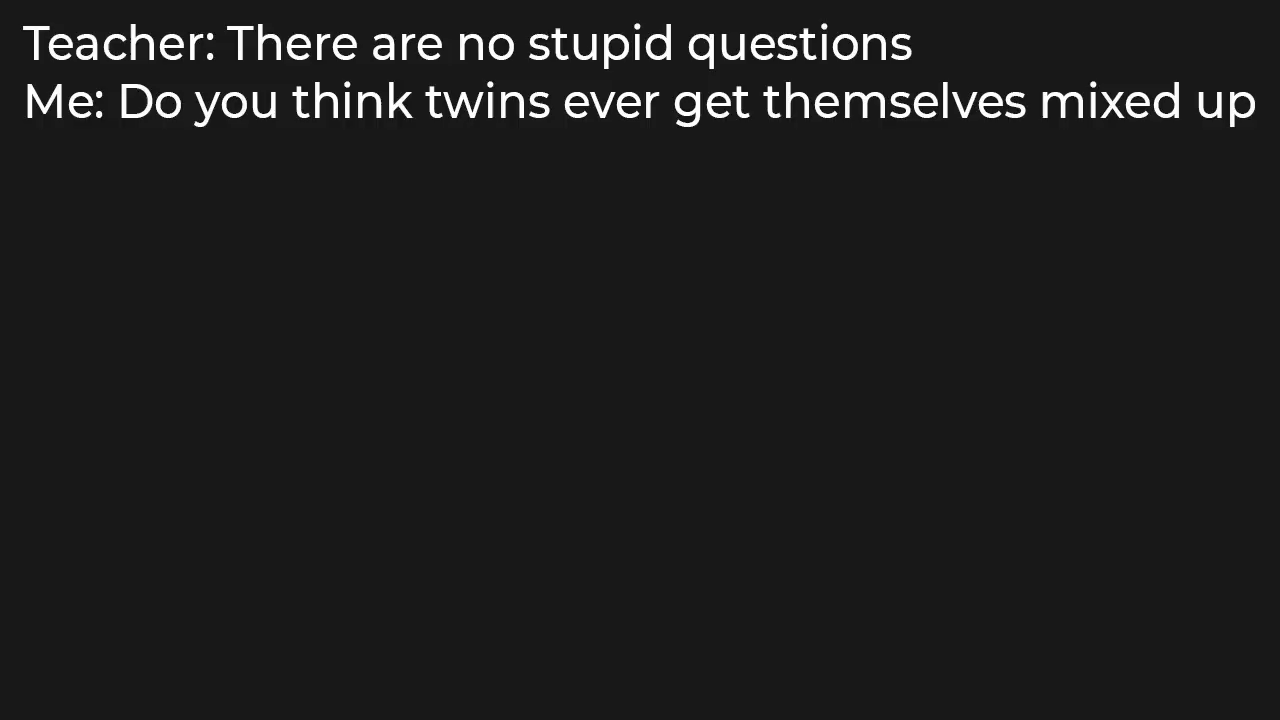 Teacher: There are no stupid questions
Me: Do you think twins ever get themselves mixed up